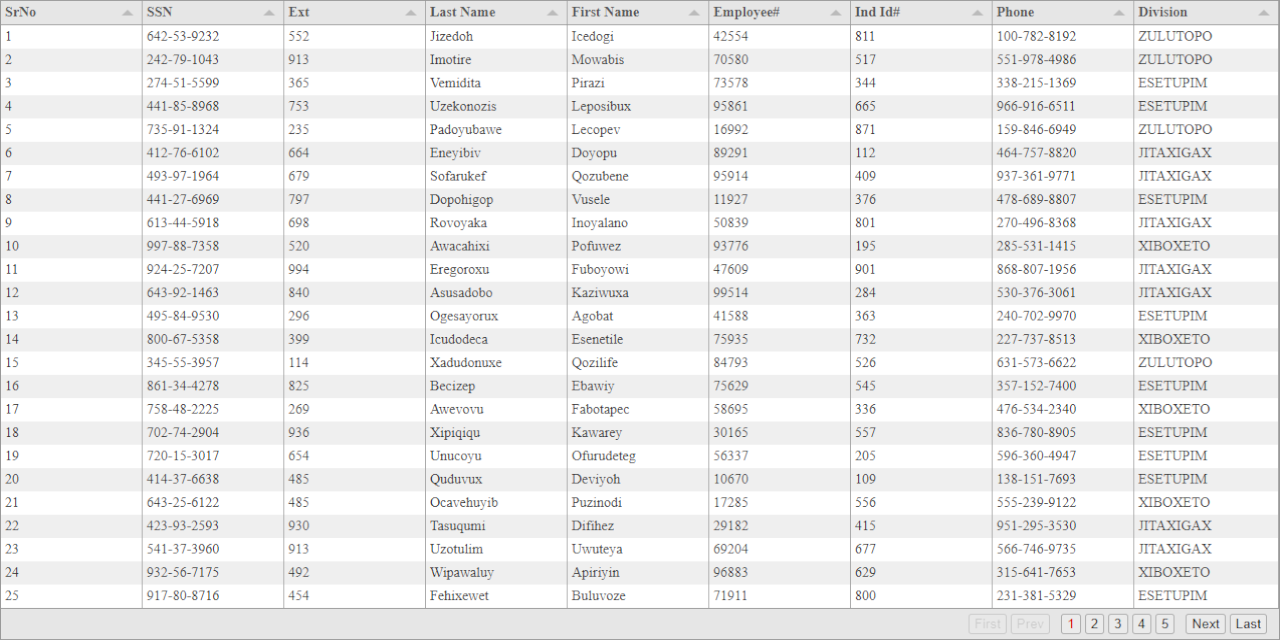 SrNo SSN Ext Last Name First Name Employee# Ind Id# Phone Division
1 642-53-9232 552 Jizedoh Icedogi 42554 811 100-782-8192 ZULUTOPO
2 242-79-1043 913 Imotire Mowabis 70580 517 551-978-4986 ZULUTOPO
3 274-51-5599 365 Vemidita Pirazi 73578 344 338-215-1369 ESETUPIM
4 441-85-8968 753 Uzekonozis Leposibux 95861 665 966-916-6511 ESETUPIM
5 735-91-1324 235 Padoyubawe Lecopev 16992 871 159-846-6949 ZULUTOPO
6 412-76-6102 664 Eneyibiv Doyopu 89291 112 464-757-8820 JITAXIGAX
7 493-97-1964 679 Sofarukef Qozubene 95914 409 937-361-9771 JITAXIGAX
8 441-27-6969 797 Dopohigop Vusele 11927 376 478-689-8807 ESETUPIM
9 613-44-5918 698 Rovoyaka Inoyalano 50839 801 270-496-8368 JITAXIGAX
10 997-88-7358 520 Awacahixi Pofuwez 93776 195 285-531-1415 XIBOXETO
11 924-25-7207 994 Eregoroxu Fuboyowi 47609 901 868-807-1956 JITAXIGAX
12 643-92-1463 840 Asusadobo Kaziwuxa 99514 284 530-376-3061 JITAXIGAX
13 495-84-9530 296 Ogesayorux Agobat 41588 363 240-702-9970 ESETUPIM
14 800-67-5358 399 Icudodeca Esenetile 75935 732 227-737-8513 XIBOXETO
15 345-55-3957 114 Xadudonuxe Qozilife 84793 526 631-573-6622 ZULUTOPO
16 861-34-4278 825 Becizep Ebawiy 75629 545 357-152-7400 ESETUPIM
17 758-48-2225 269 Awevovu Fabotapec 58695 336 476-534-2340 XIBOXETO
18 702-74-2904 936 Xipiqiqu Kawarey 30165 557 836-780-8905 ESETUPIM
19 720-15-3017 654 Unucoyu Ofurudeteg 56337 205 596-360-4947 ESETUPIM
20 414-37-6638 485 Quduvux Deviyoh 10670 109 138-151-7693 ESETUPIM
21 643-25-6122 485 Ocavehuyib Puzinodi 17285 556 555-239-9122 XIBOXETO
22 423-93-2593 930 Tasuqumi Difihez 29182 415 951-295-3530 JITAXIGAX
23 541-37-3960 913 Uzotulim Uwuteya 69204 677 566-746-9735 JITAXIGAX
24 932-56-7175 492 Wipawaluy Apiriyin 96883 629 315-641-7653 XIBOXETO
25 917-80-8716 454 Fehixewet Buluvoze 71911 800 231-381-5329 ESETUPIM
First Prev 1 2 3 4 5 Next Last